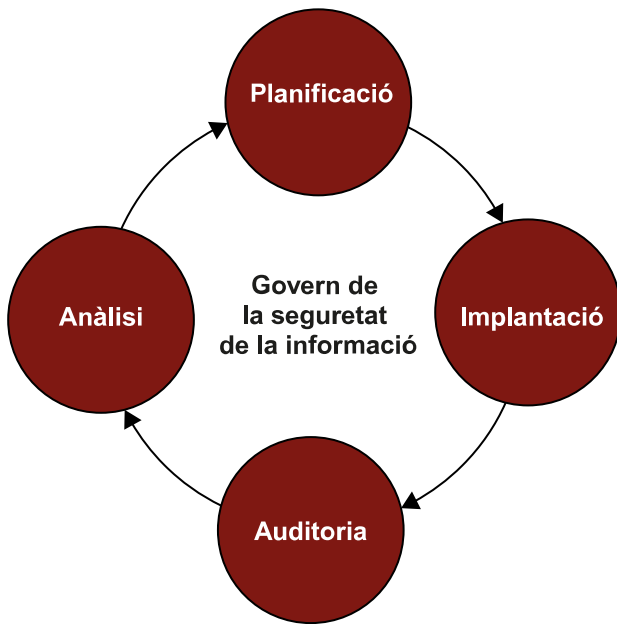 Planificació
Anàlisi
Govern de
la seguretat
de la informació
Implantació
Auditoria